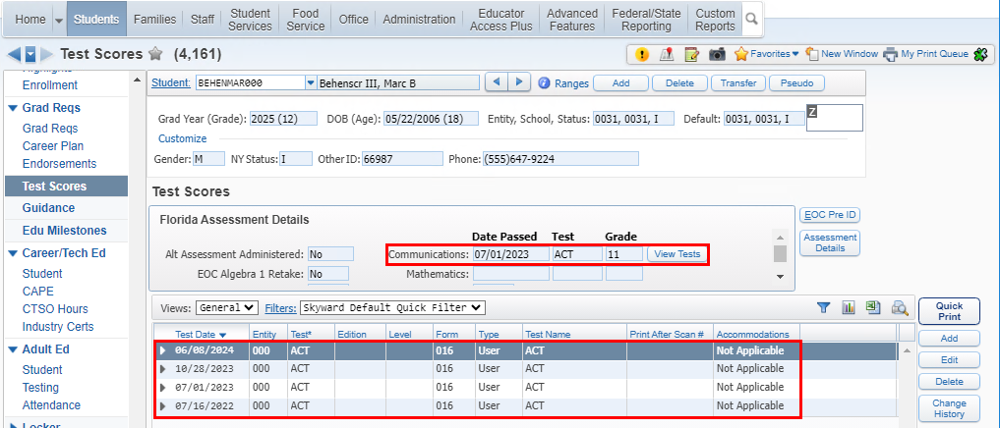 Home Students Families Staff Student Services Food Service Office Administration Educator Access Plus Advanced Features Federal/State Reporting Custom Reports
Test Scores (4,161)
Favorites New Window My Print Queue
Enrollment
Grad Reqs
Grad Reqs
Career Plan
Endorsements
Test Scores
Guidance
Edu Milestones
Career/Tech Ed
Student
CAPE
CTSO Hours
Industry Certs
Adult Ed
Student
Testing
Attendance
Locker
Student: BEHENMAR000 Behenscr III, Marc B Ranges Add Delete Transfer Pseudo
Grad Year (Grade): 2025 (12) DOB (Age): 05/22/2006 (18) Entity, School, Status: 0031, 0031, I Default: 0031, 0031, I Z
Customize
Gender: M NY Status: I Other ID: 66987 Phone: (555)647-9224
Test Scores
Florida Assessment Details
EOC Pre ID
Assessment Details
Date Passed Test Grade
Alt Assessment Administered: No Communications: 07/01/2023 ACT 11 View Tests
EOC Algebra 1 Retake: No Mathematics:
Views: General Filters: Skyward Default Quick Filter
Test Date Entity Test* Edition Level Form Type Test Name Print After Scan # Accommodations
06/08/2024 000 ACT 016 User ACT Not Applicable
10/28/2023 000 ACT 016 User ACT Not Applicable
07/01/2023 000 ACT 016 User ACT Not Applicable
07/16/2022 000 ACT 016 User ACT Not Applicable
Quick Print
Add
Edit
Delete
Change History